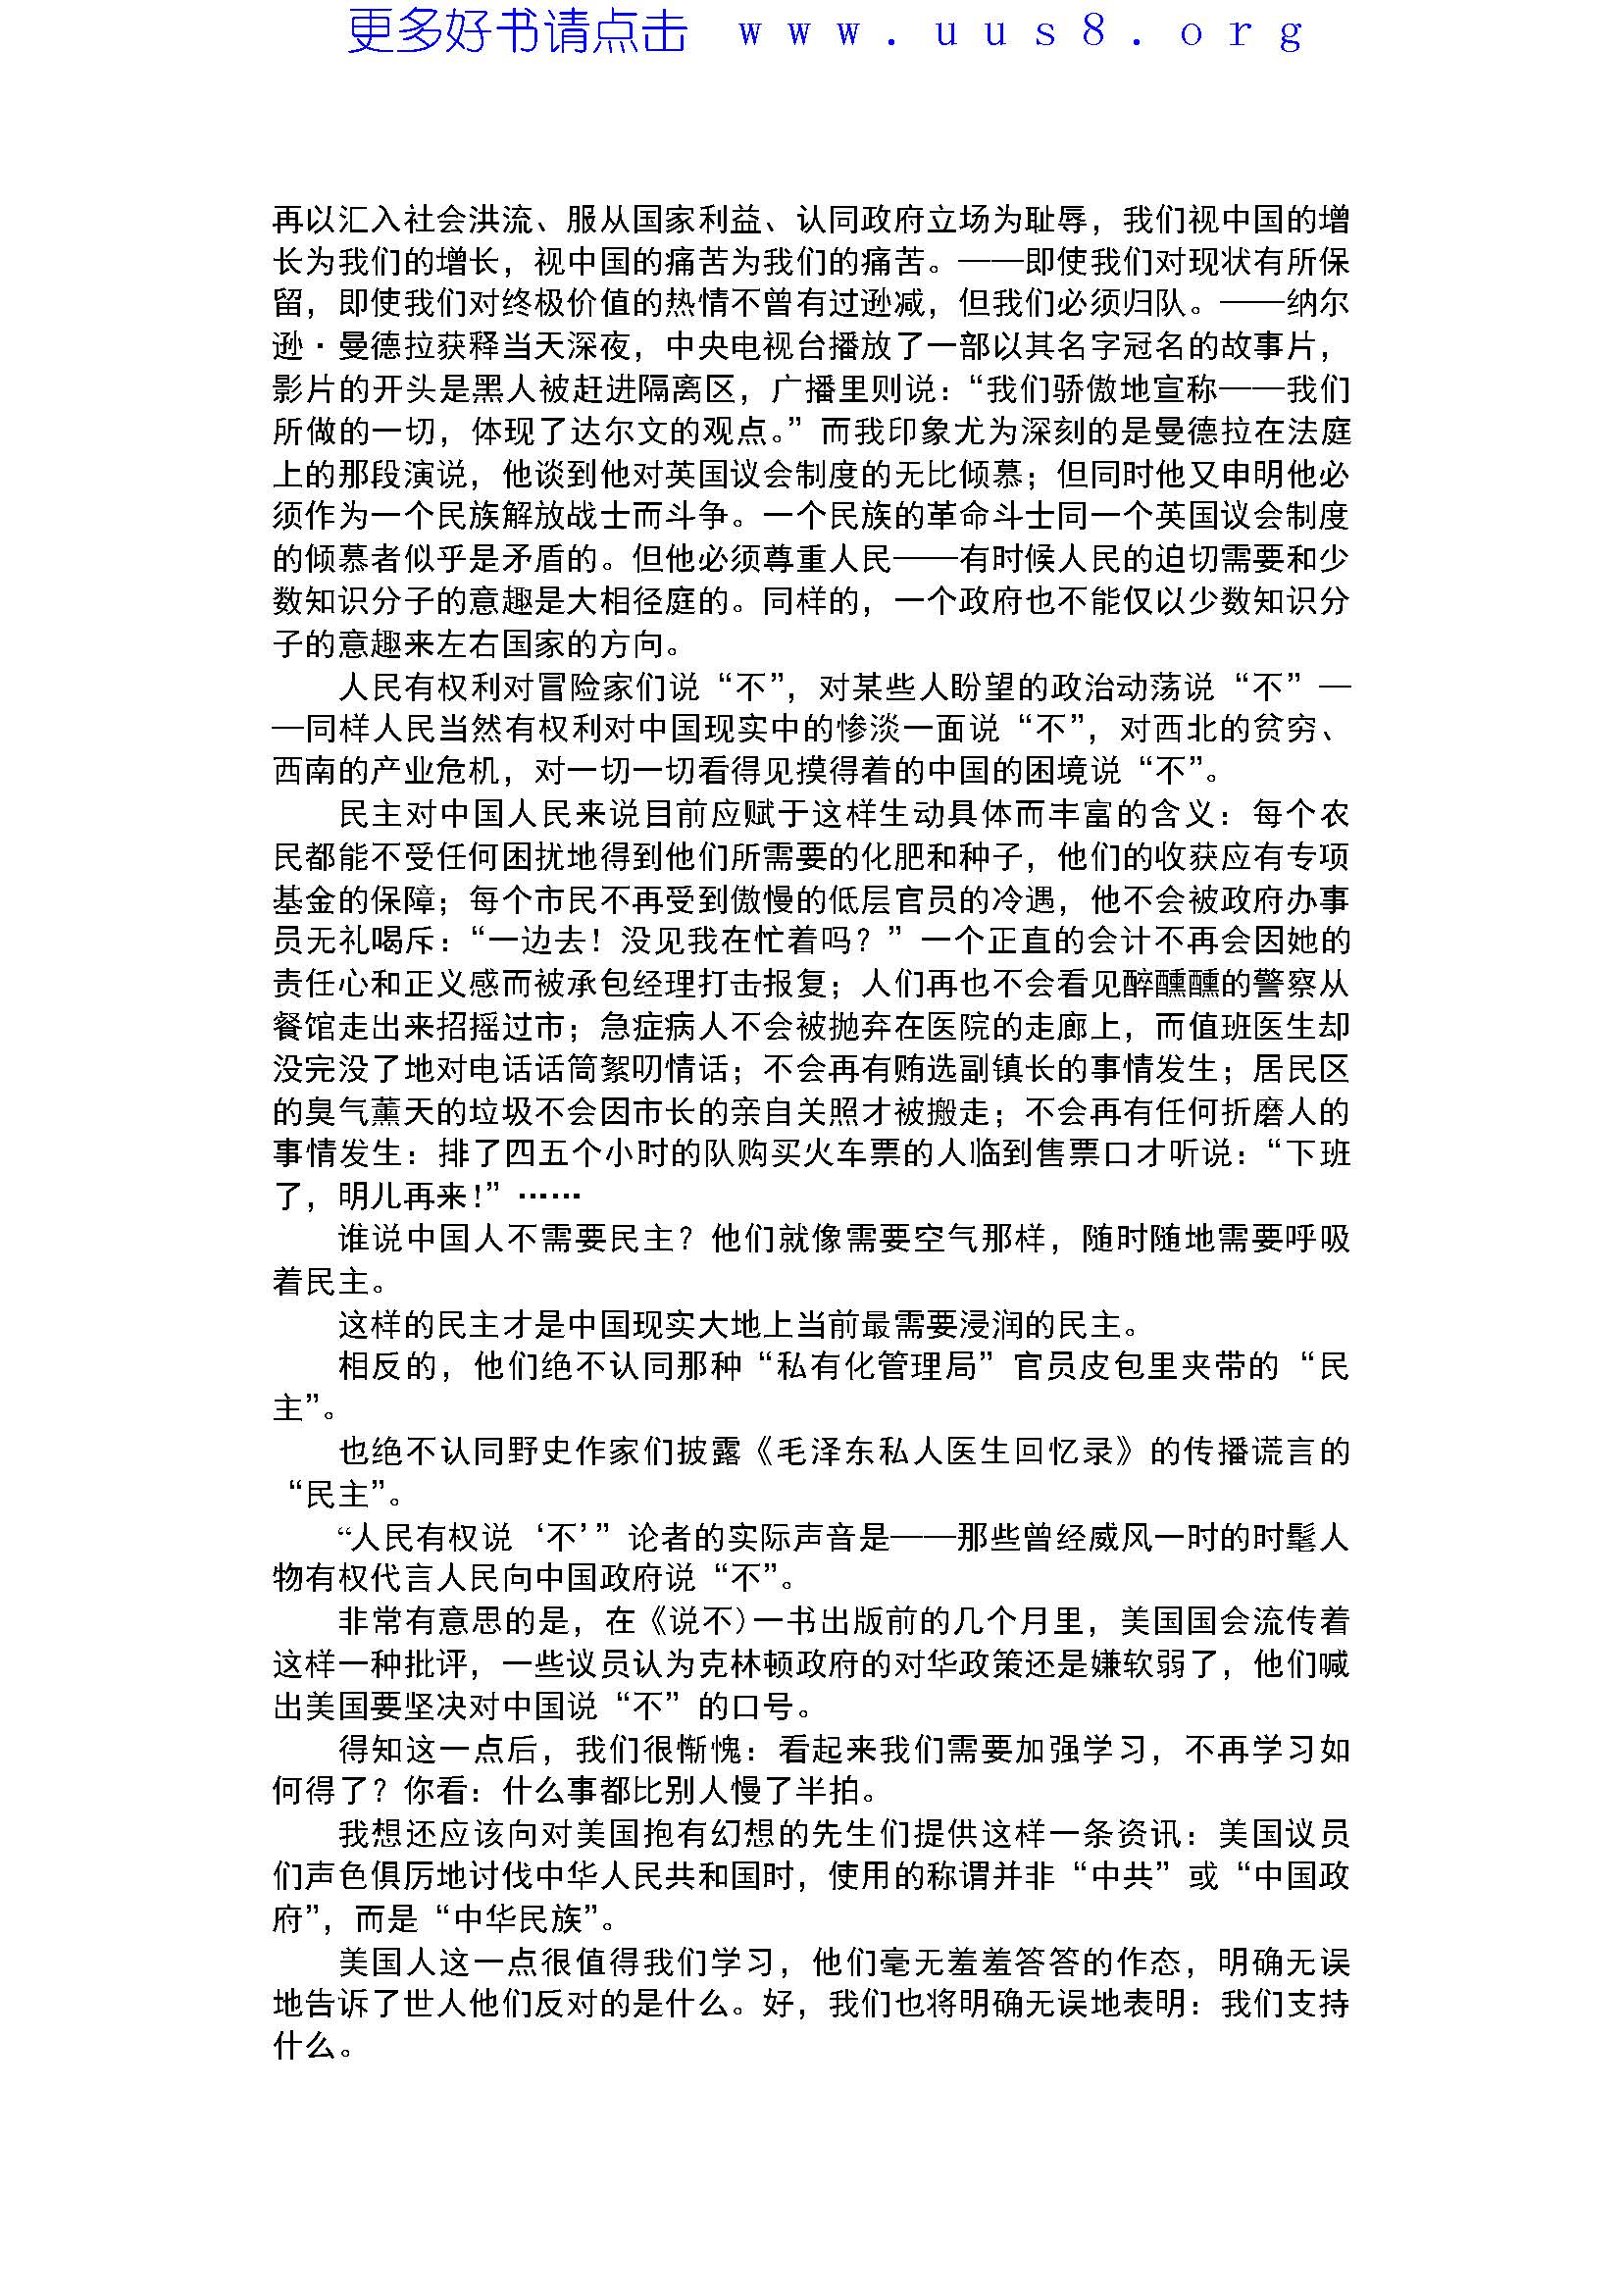 更多好书请点击 www.uus8.org
再以汇入社会洪流、服从国家利益、认同政府立场为耻辱，我们视中国的增
长为我们的增长，视中国的痛苦为我们的痛苦。——即使我们对现状有所保
留，即使我们对终极价值的热情不曾有过逊减，但我们必须归队。——纳尔
逊·曼德拉获释当天深夜，中央电视台播放了一部以其名字冠名的故事片，
影片的开头是黑人被赶进隔离区，广播里则说：“我们骄傲地宣称——我们
所做的一切，体现了达尔文的观点。”而我印象尤为深刻的是曼德拉在法庭
上的那段演说，他谈到他对英国议会制度的无比倾慕；但同时他又申明他必
须作为一个民族解放战士而斗争。一个民族的革命斗士同一个英国议会制度
的倾慕者似乎是矛盾的。但他必须尊重人民——有时候人民的迫切需要和少
数知识分子的意趣是大相径庭的。同样的，一个政府也不能仅以少数知识分
子的意趣来左右国家的方向。
人民有权利对冒险家们说“不”，对某些人盼望的政治动荡说“不”—
—同样人民当然有权利对中国现实中的惨淡一面说“不”，对西北的贫穷、
西南的产业危机，对一切一切看得见摸得着的中国的困境说“不”。
民主对中国人民来说目前应赋于这样生动具体而丰富的含义：每个农
民都能不受任何困扰地得到他们所需要的化肥和种子，他们的收获应有专项
基金的保障；每个市民不再受到傲慢的低层官员的冷遇，他不会被政府办事
员无礼喝斥：“一边去！没见我在忙着吗？”一个正直的会计不再会因她的
责任心和正义感而被承包经理打击报复；人们再也不会看见醉醺醺的警察从
餐馆走出来招摇过市；急症病人不会被抛弃在医院的走廊上，而值班医生却
没完没了地对电话话筒絮叨情话；不会再有贿选副镇长的事情发生；居民区
的臭气薰天的垃圾不会因市长的亲自关照才被搬走；不会再有任何折磨人的
事情发生：排了四五个小时的队购买火车票的人临到售票口才听说：“下班
了，明儿再来！”……
谁说中国人不需要民主？他们就像需要空气那样，随时随地需要呼吸
着民主。
这样的民主才是中国现实大地上当前最需要浸润的民主。
相反的，他们绝不认同那种“私有化管理局”官员皮包里夹带的“民
主”。
也绝不认同野史作家们披露《毛泽东私人医生回忆录》的传播谎言的
“民主”。
“人民有权说‘不’”论者的实际声音是——那些曾经威风一时的时髦人
物有权代言人民向中国政府说“不”。
非常有意思的是，在《说不)一书出版前的几个月里，美国国会流传着
这样一种批评，一些议员认为克林顿政府的对华政策还是嫌软弱了，他们喊
出美国要坚决对中国说“不”的口号。
得知这一点后，我们很惭愧：看起来我们需要加强学习，不再学习如
何得了？你看：什么事都比别人慢了半拍。
我想还应该向对美国抱有幻想的先生们提供这样一条资讯：美国议员
们声色俱厉地讨伐中华人民共和国时，使用的称谓并非“中共”或“中国政
府”，而是“中华民族”。
美国人这一点很值得我们学习，他们毫无羞羞答答的作态，明确无误
地告诉了世人他们反对的是什么。好，我们也将明确无误地表明：我们支持
什么。